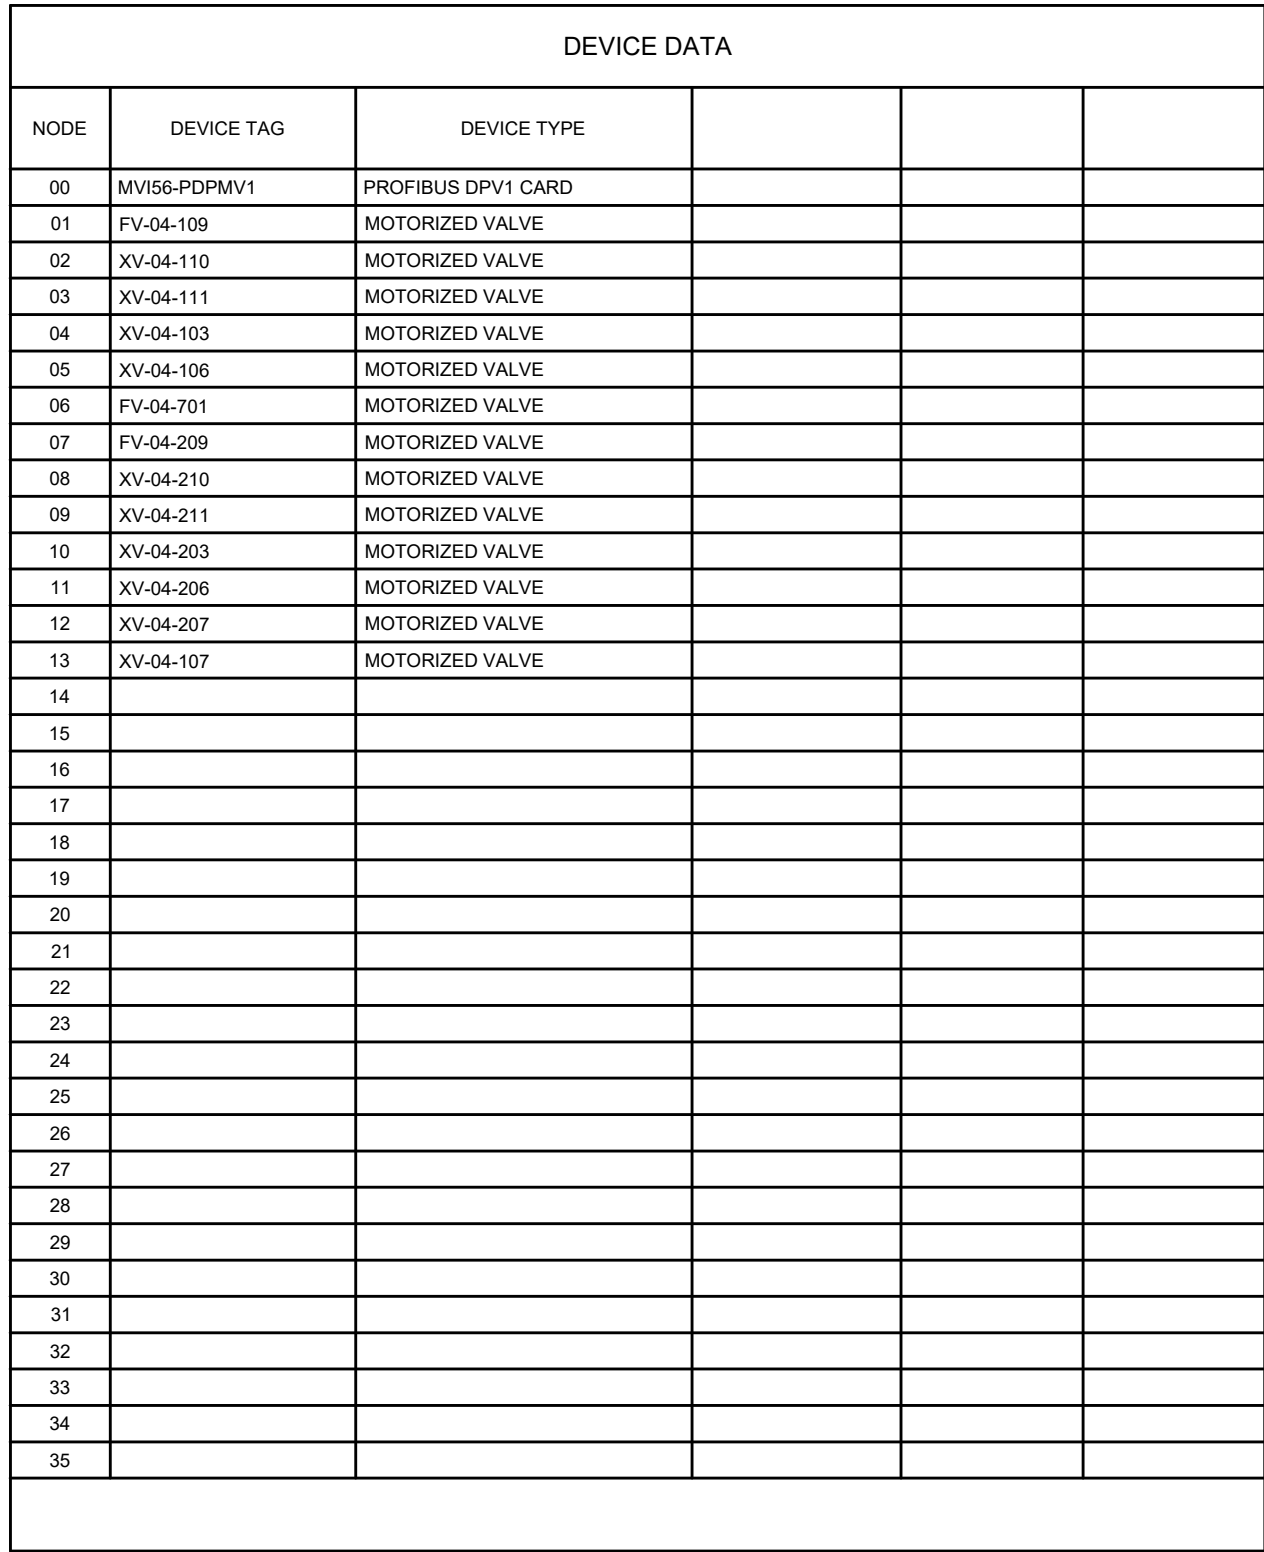 DEVICE DATA
NODE DEVICE TAG DEVICE TYPE
00 MVI56-PDPMV1 PROFIBUS DPV1 CARD
01 FV-04-109 MOTORIZED VALVE
02 XV-04-110 MOTORIZED VALVE
03 XV-04-111 MOTORIZED VALVE
04 XV-04-103 MOTORIZED VALVE
05 XV-04-106 MOTORIZED VALVE
06 FV-04-701 MOTORIZED VALVE
07 FV-04-209 MOTORIZED VALVE
08 XV-04-210 MOTORIZED VALVE
09 XV-04-211 MOTORIZED VALVE
10 XV-04-203 MOTORIZED VALVE
11 XV-04-206 MOTORIZED VALVE
12 XV-04-207 MOTORIZED VALVE
13 XV-04-107 MOTORIZED VALVE
14
15
16
17
18
19
20
21
22
23
24
25
26
27
28
29
30
31
32
33
34
35